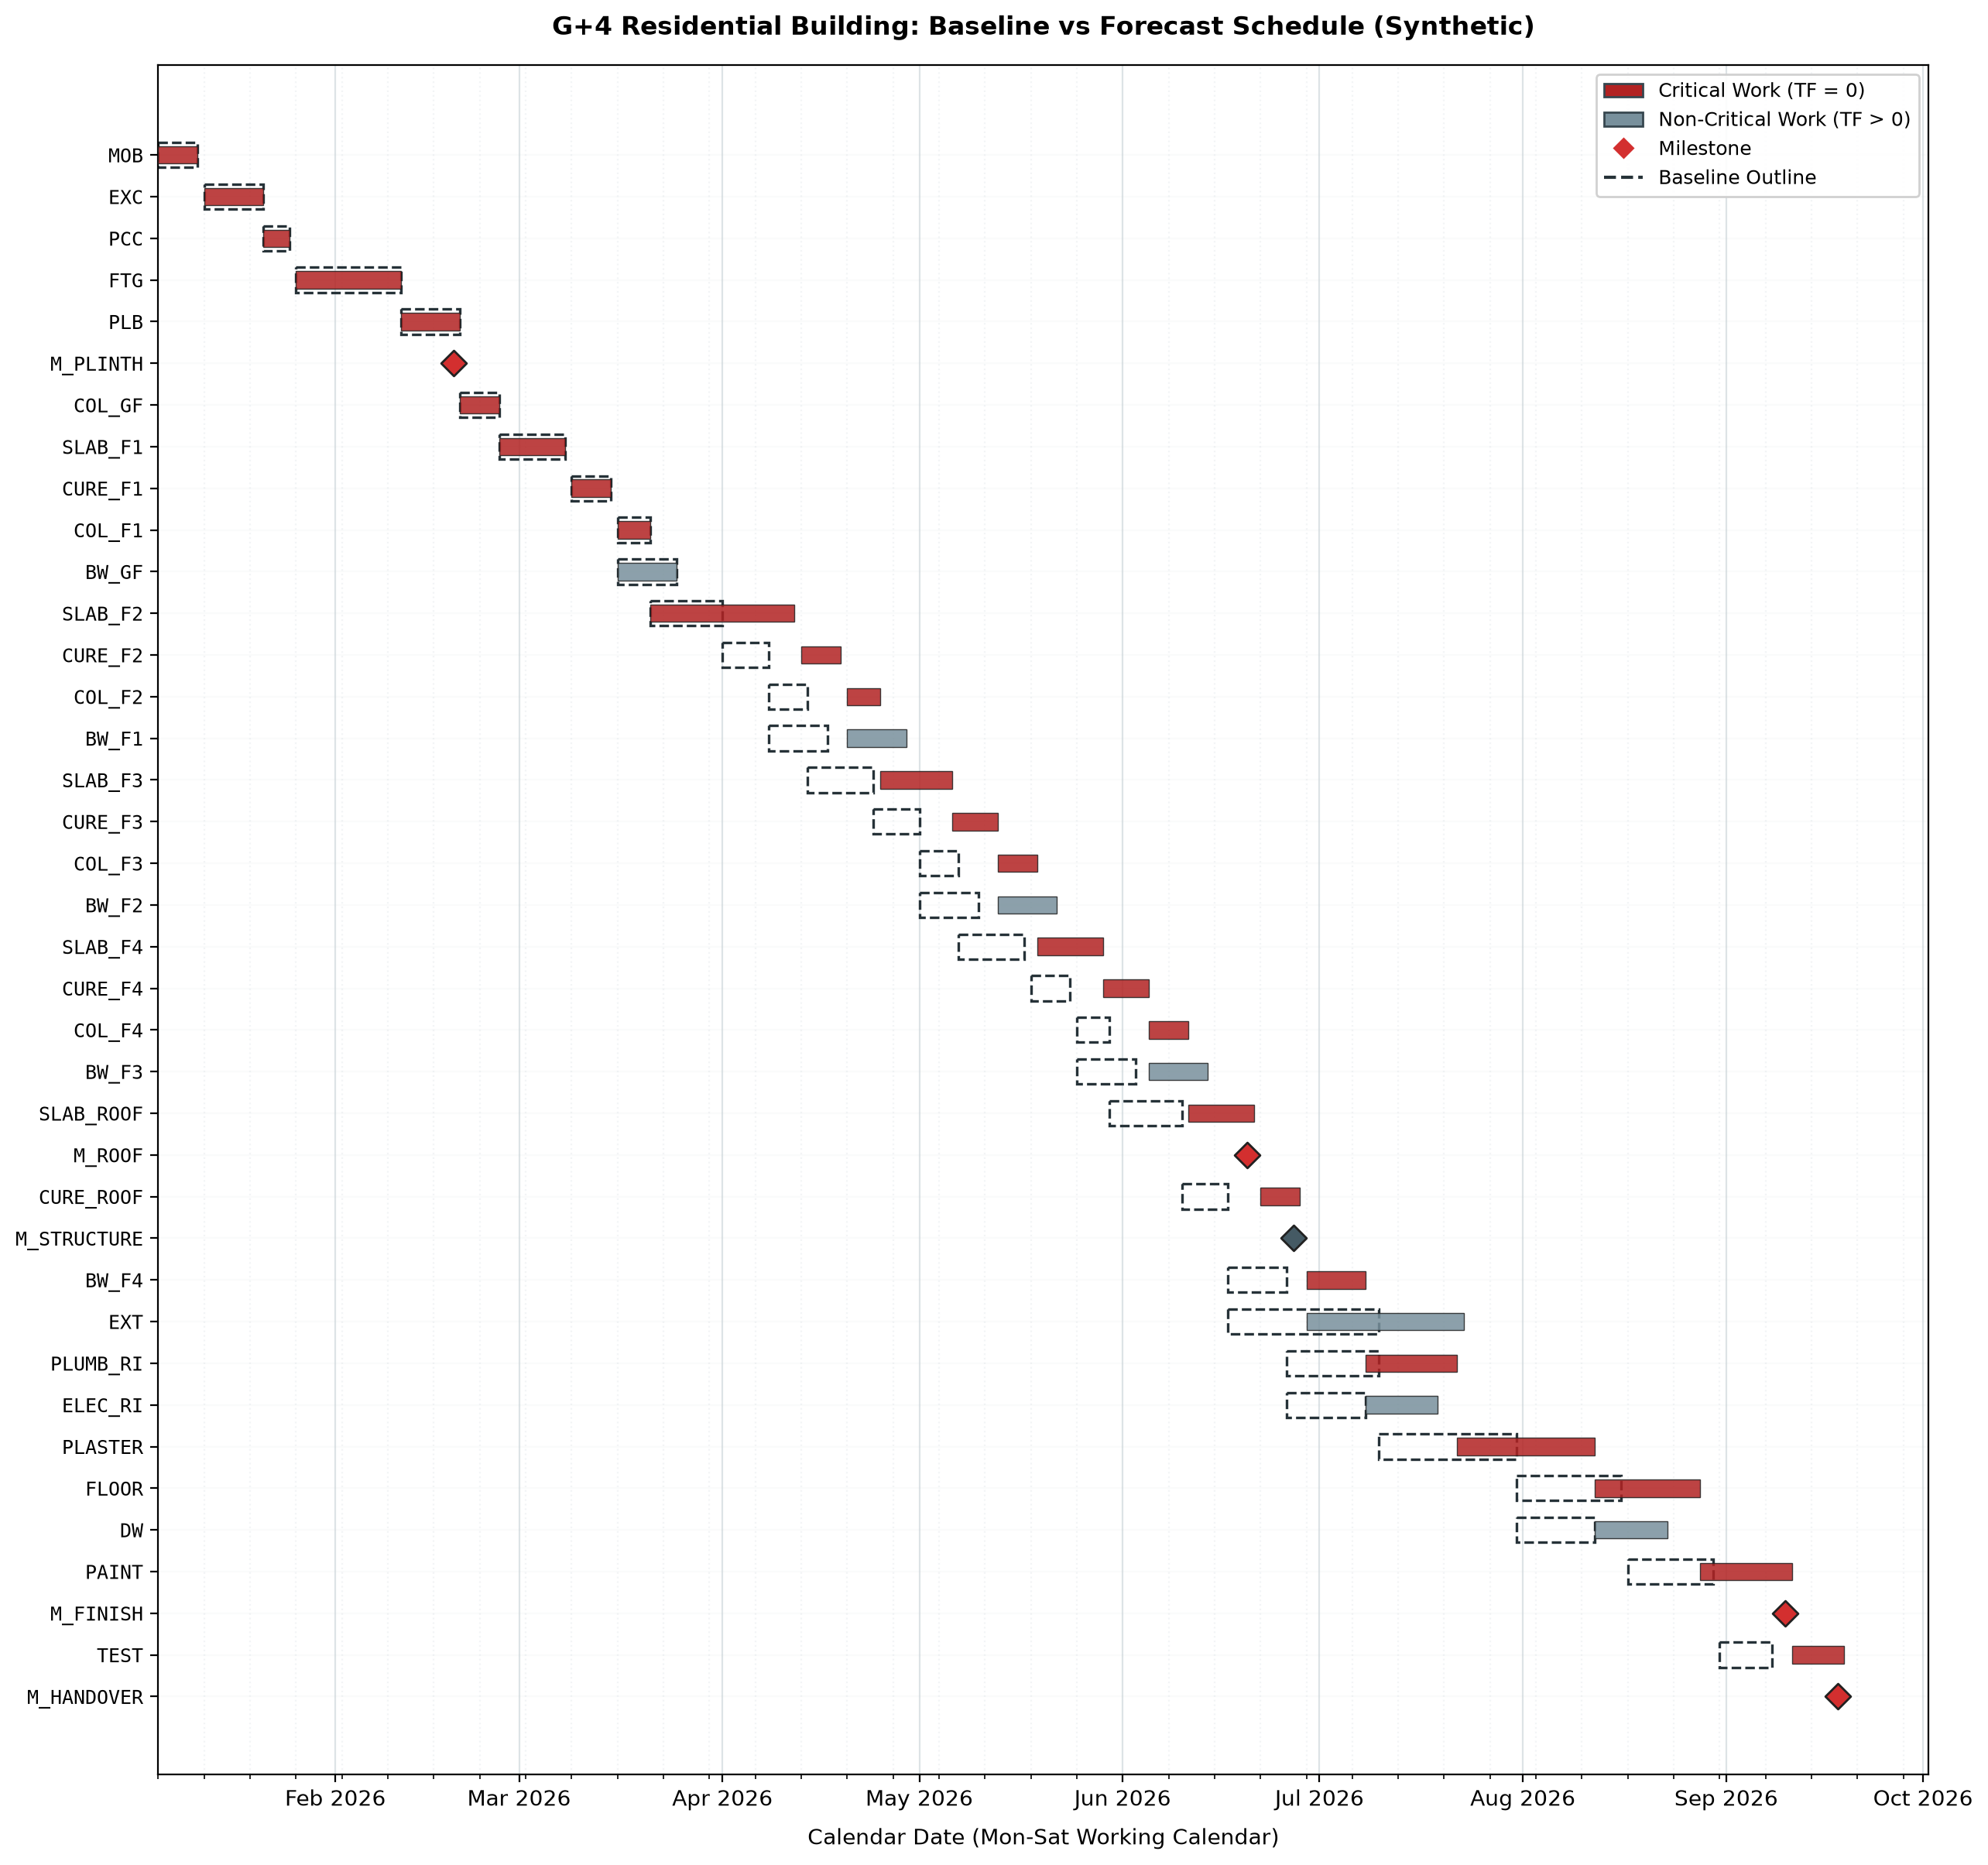 G+4 Residential Building: Baseline vs Forecast Schedule (Synthetic)
Critical Work (TF = 0)
Non-Critical Work (TF > 0)
Milestone
Baseline Outline
MOB
EXC
PCC
FTG
PLB
M_PLINTH
COL_GF
SLAB_F1
CURE_F1
COL_F1
BW_GF
SLAB_F2
CURE_F2
COL_F2
BW_F1
SLAB_F3
CURE_F3
COL_F3
BW_F2
SLAB_F4
CURE_F4
COL_F4
BW_F3
SLAB_ROOF
M_ROOF
CURE_ROOF
M_STRUCTURE
BW_F4
EXT
PLUMB_RI
ELEC_RI
PLASTER
FLOOR
DW
PAINT
M_FINISH
TEST
M_HANDOVER
Feb 2026 Mar 2026 Apr 2026 May 2026 Jun 2026 Jul 2026 Aug 2026 Sep 2026 Oct 2026
Calendar Date (Mon-Sat Working Calendar)